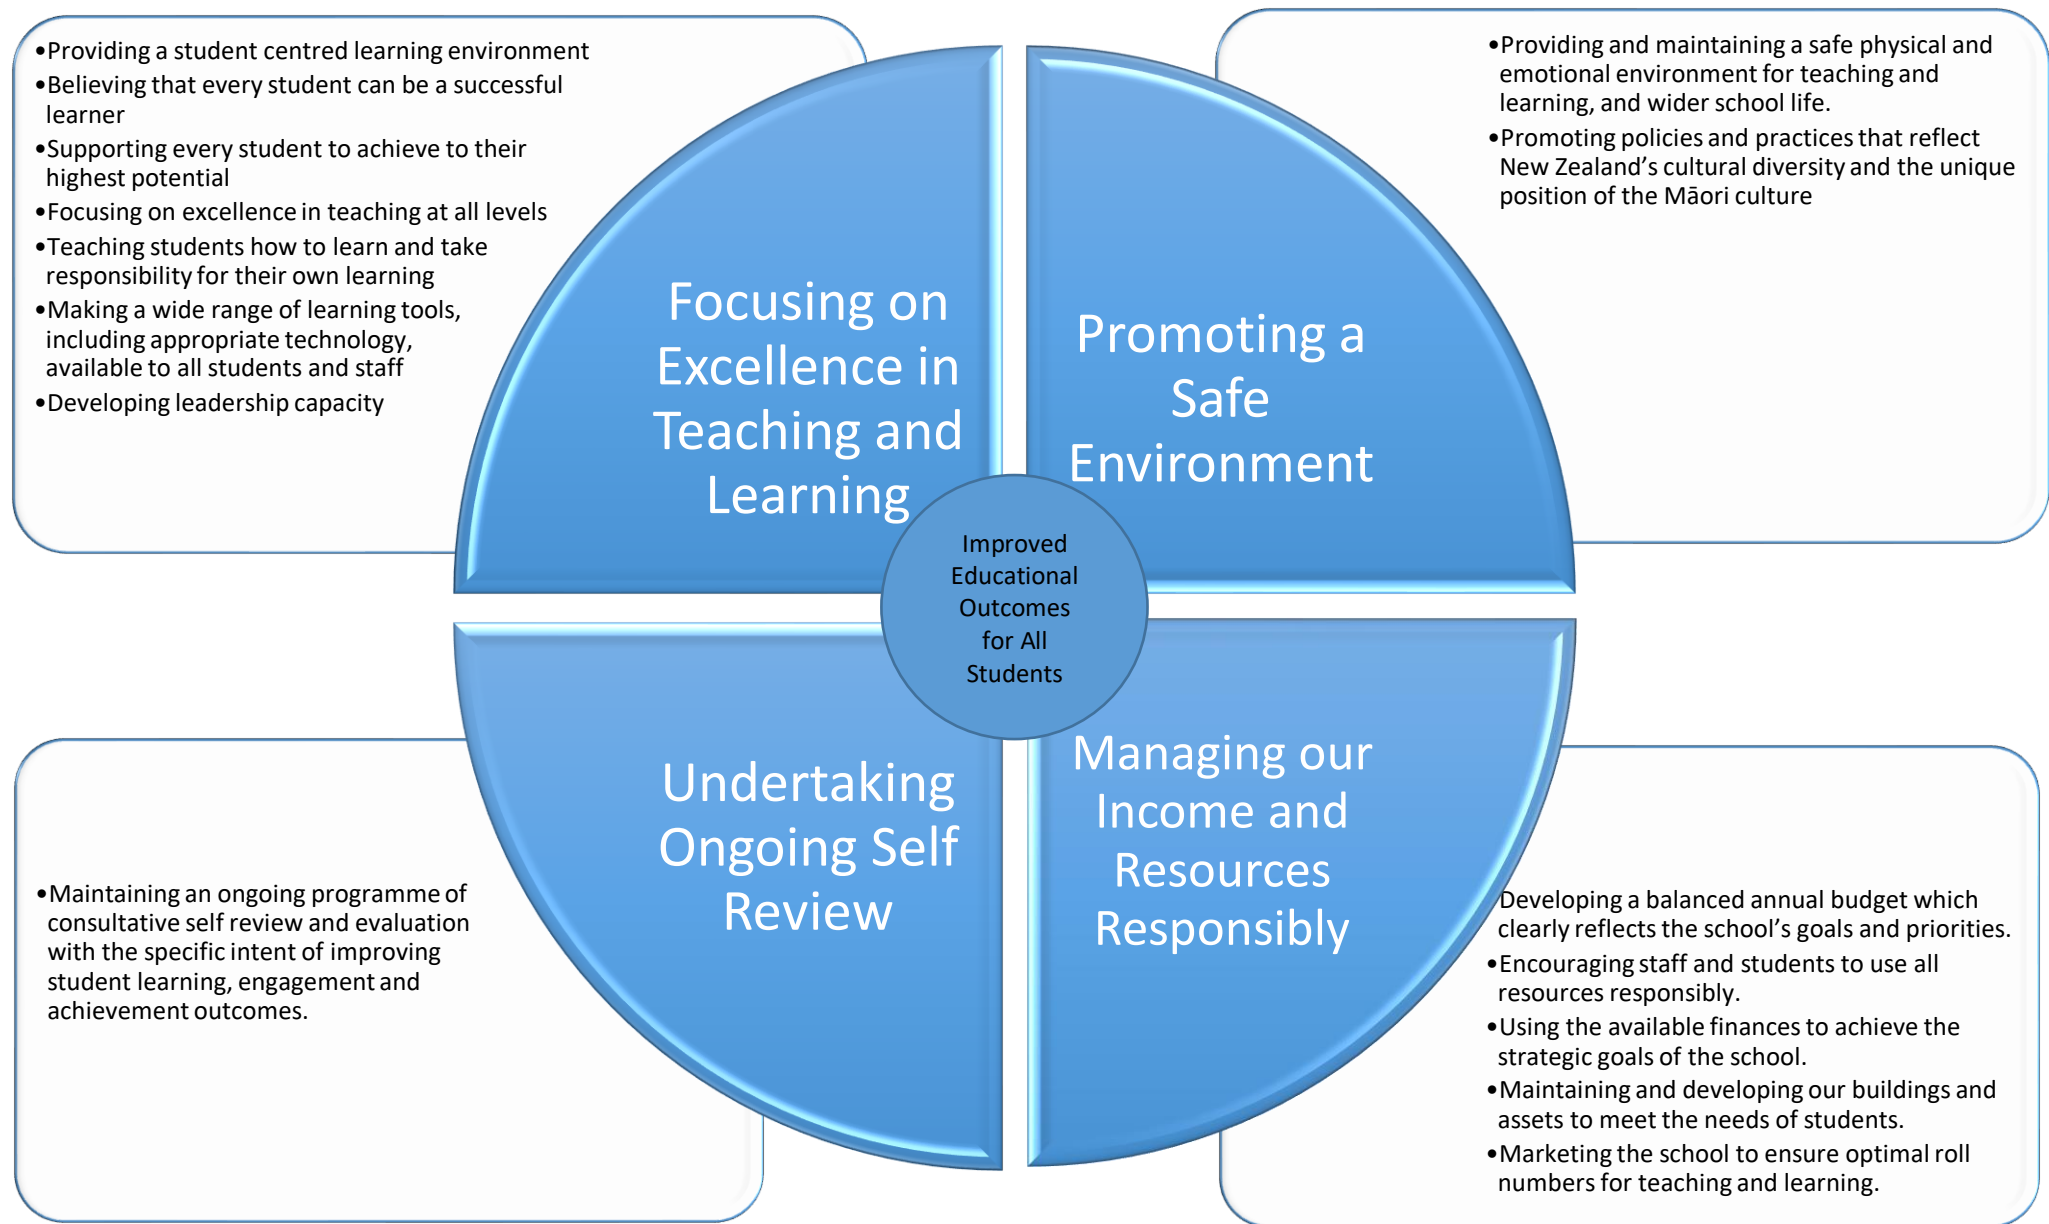 •Providing a student centred learning environment
•Believing that every student can be a successful
learner
•Supporting every student to achieve to their
highest potential
•Focusing on excellence in teaching at all levels
•Teaching students how to learn and take
responsibility for their own learning
•Making a wide range of learning tools,
including appropriate technology,
available to all students and staff
•Developing leadership capacity
Focusing on
Excellence in
Teaching and
Learning
•Providing and maintaining a safe physical and
emotional environment for teaching and
learning, and wider school life.
•Promoting policies and practices that reflect
New Zealand’s cultural diversity and the unique
position of the Māori culture
Promoting a
Safe
Environment
Improved
Educational
Outcomes
for All
Students
Undertaking
Ongoing Self
Review
•Maintaining an ongoing programme of
consultative self review and evaluation
with the specific intent of improving
student learning, engagement and
achievement outcomes.
Managing our
Income and
Resources
Responsibly
Developing a balanced annual budget which
clearly reflects the school’s goals and priorities.
•Encouraging staff and students to use all
resources responsibly.
•Using the available finances to achieve the
strategic goals of the school.
•Maintaining and developing our buildings and
assets to meet the needs of students.
•Marketing the school to ensure optimal roll
numbers for teaching and learning.